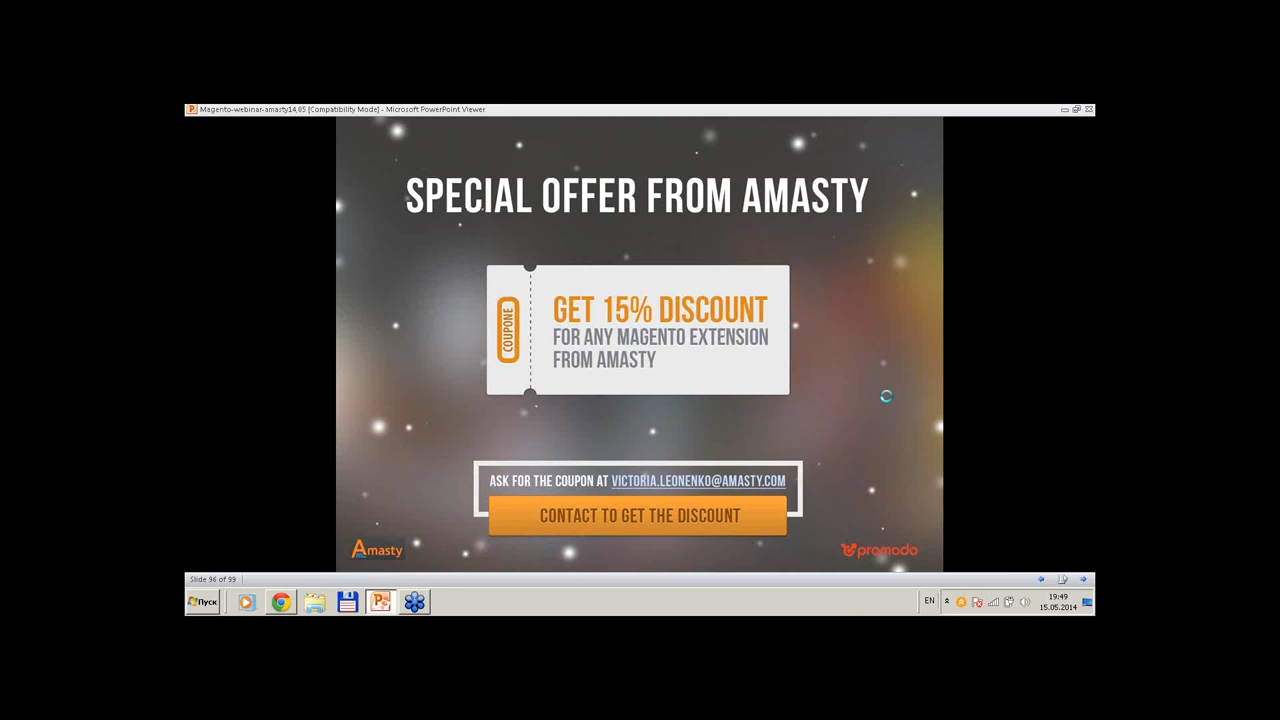 Magento-webinar-amasty14,05 [Compatibility Mode] - Microsoft PowerPoint Viewer
SPECIAL OFFER FROM AMASTY
COUPONE
GET 15% DISCOUNT
FOR ANY MAGENTO EXTENSION
FROM AMASTY
ASK FOR THE COUPON AT VICTORIA.LEONENKO@AMASTY.COM
CONTACT TO GET THE DISCOUNT
Amasty
promodo
Slide 96 of 99
Пуск
EN
19:49
15.05.2014